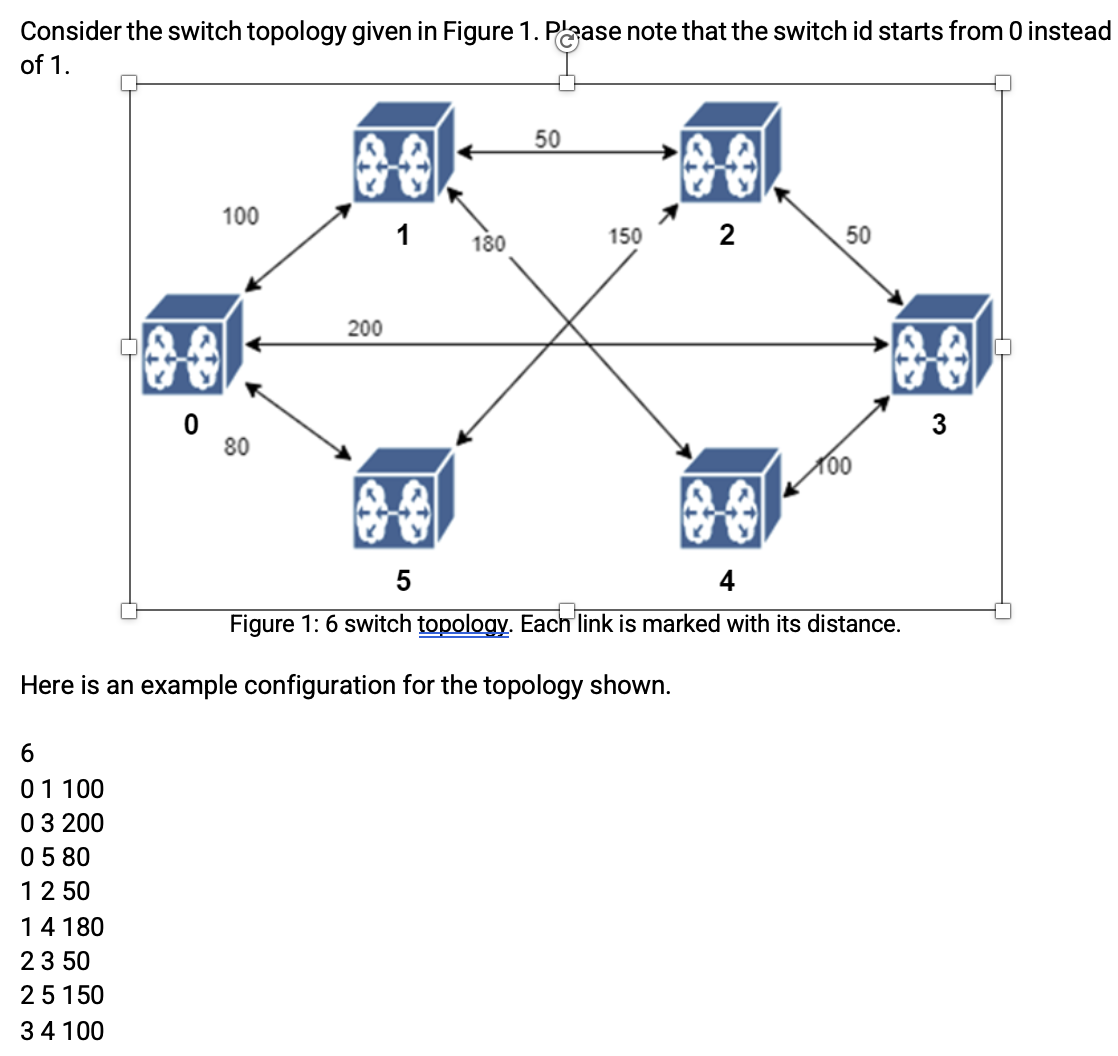 Consider the switch topology given in Figure 1. Please note that the switch id starts from 0 instead
of 1.
50
100
1
180
150
2
50
200
0
80
3
100
5
4
Figure 1: 6 switch topology. Each link is marked with its distance.
Here is an example configuration for the topology shown.
6
0 1 100
0 3 200
0 5 80
1 2 50
1 4 180
2 3 50
2 5 150
3 4 100